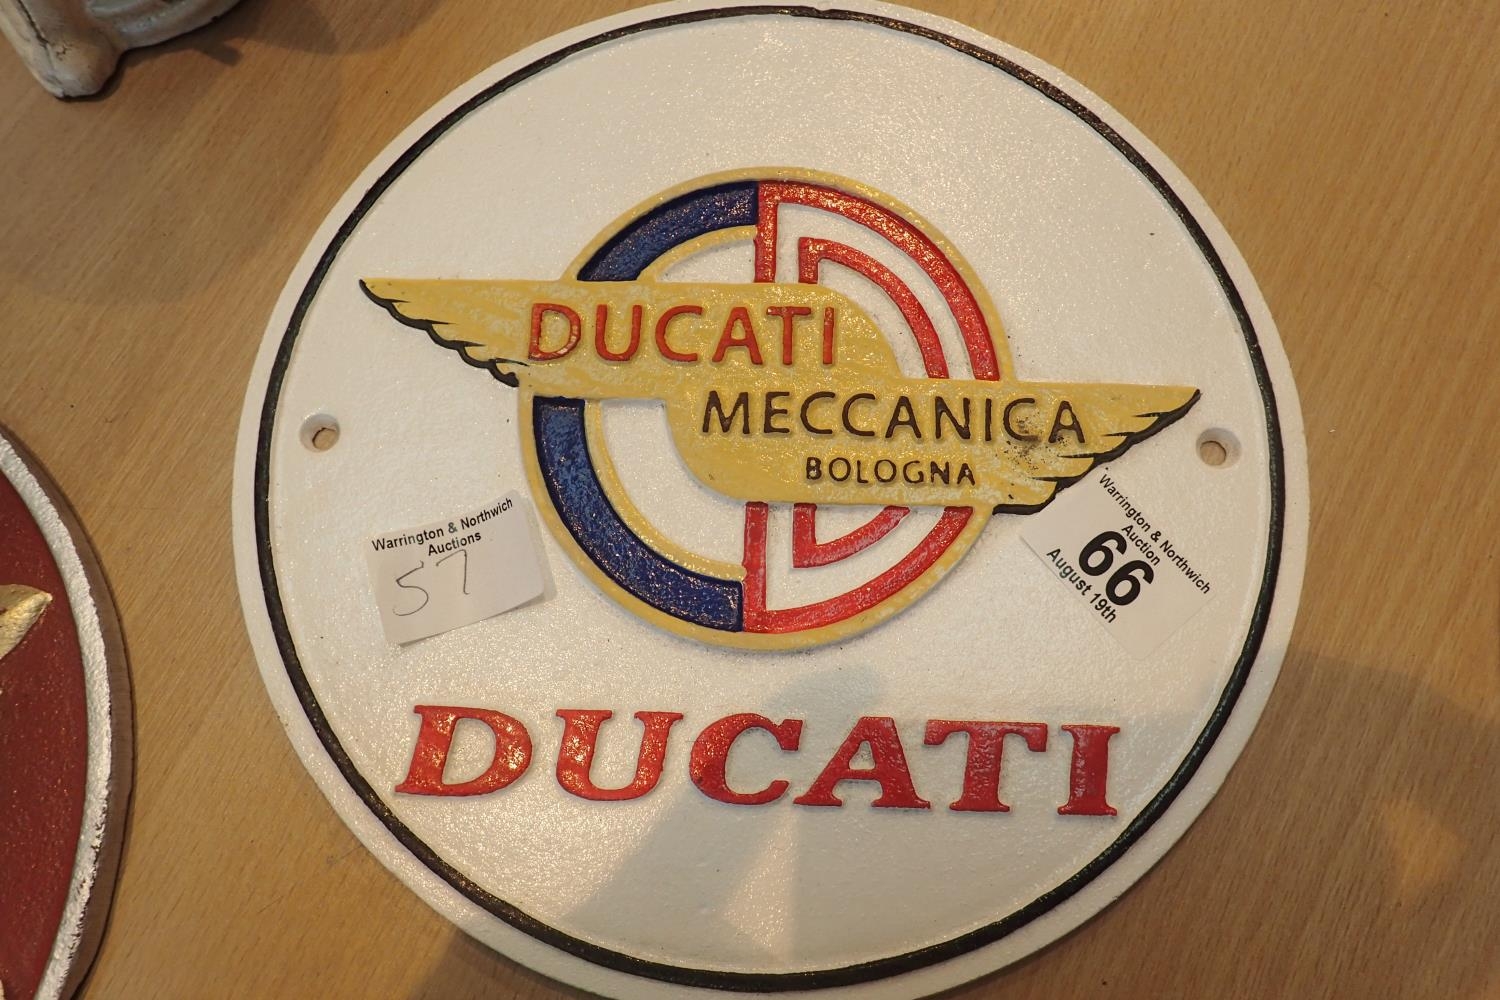 DUCATI
MECCANICA
BOLOGNA
Warrington & Northwich
Auctions
57
Warrington & Northwich
Auction
66
August 19th
DUCATI